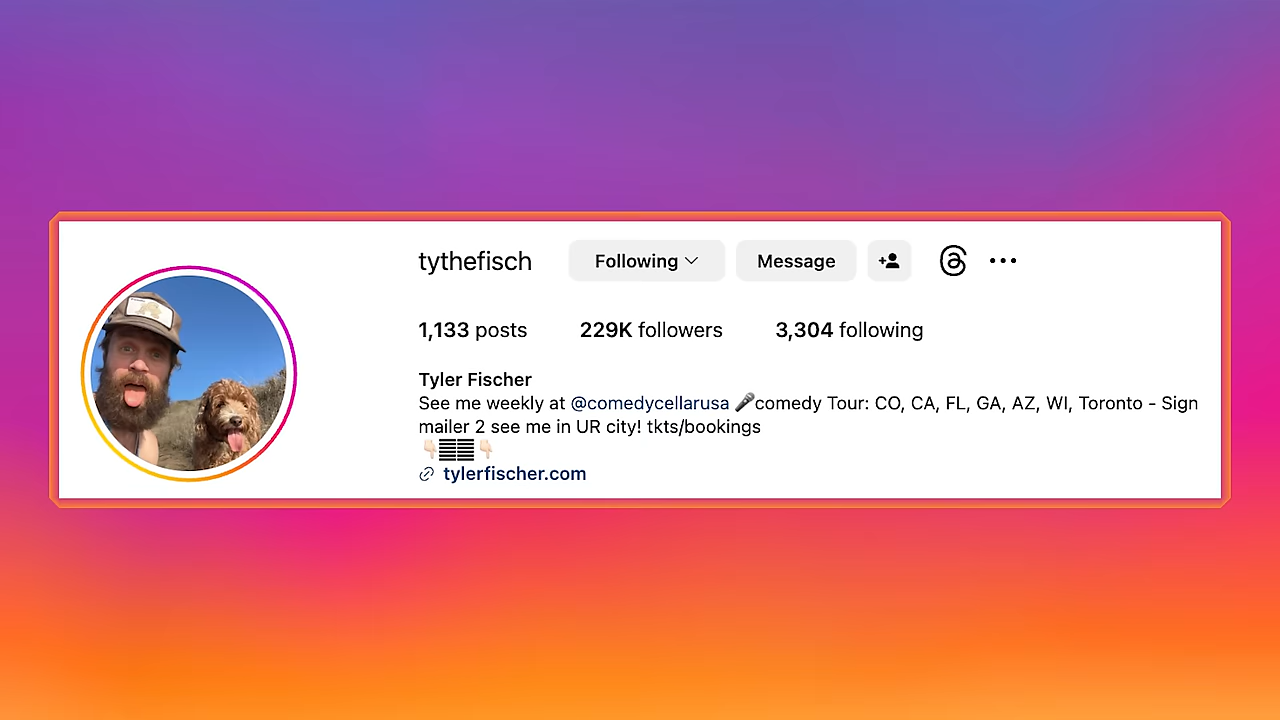 tythefisch Following Message
1,133 posts 229K followers 3,304 following
Tyler Fischer
See me weekly at @comedycellarusa 🎤comedy Tour: CO, CA, FL, GA, AZ, WI, Toronto - Sign
mailer 2 see me in UR city! tkts/bookings
tylerfischer.com